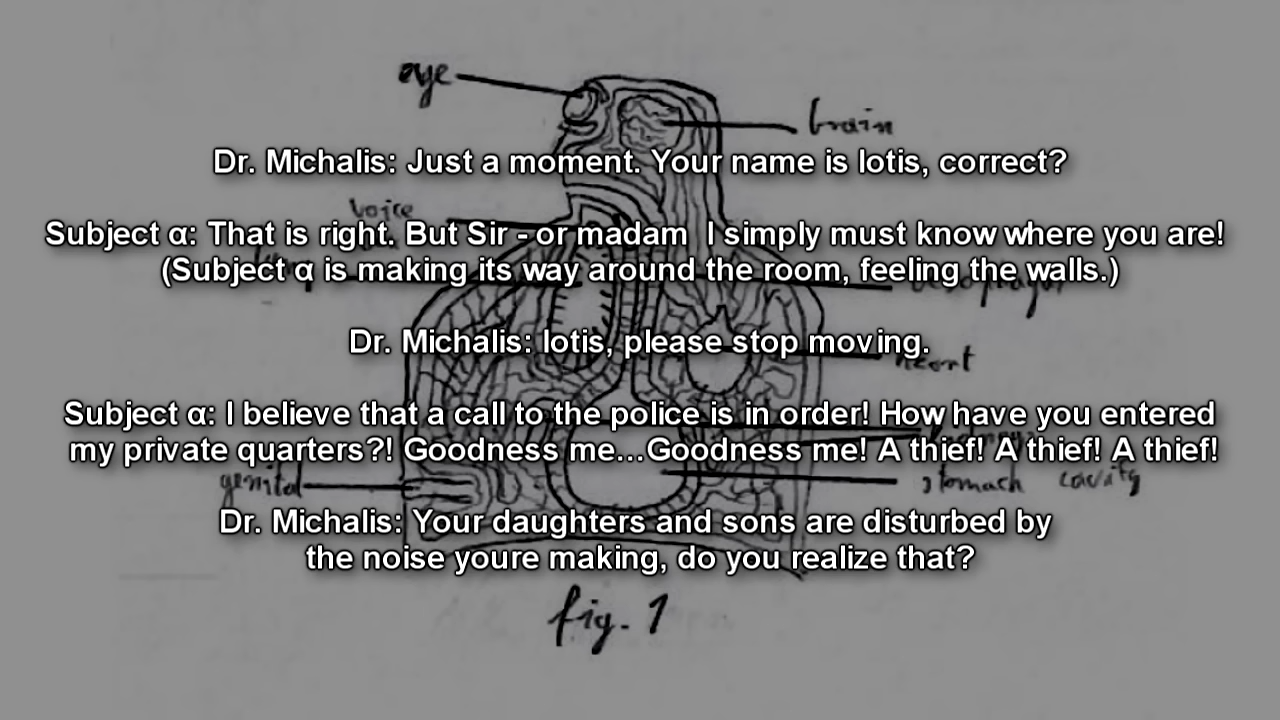 eye
brain
Dr. Michalis: Just a moment. Your name is Iotis, correct?
voice
Subject α: That is right. But Sir - or madam I simply must know where you are!
(Subject α is making its way around the room, feeling the walls.)
Dr. Michalis: Iotis, please stop moving.
heart
Subject α: I believe that a call to the police is in order! How have you entered
my private quarters?! Goodness me...Goodness me! A thief! A thief! A thief!
genital
stomach cavity
Dr. Michalis: Your daughters and sons are disturbed by
the noise youre making, do you realize that?
fig. 1